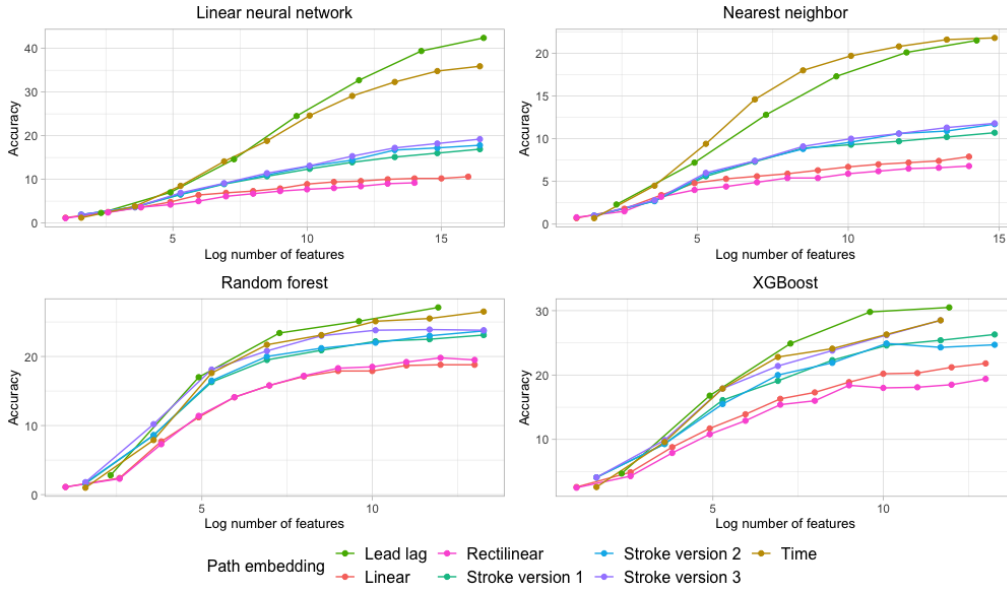 Linear neural network
Nearest neighbor
Accuracy
0
10
20
30
40
5
10
15
Log number of features
Accuracy
0
5
10
15
20
5
10
15
Log number of features
Random forest
XGBoost
Accuracy
0
10
20
5
10
Log number of features
Accuracy
10
20
30
5
10
Log number of features
Path embedding
Lead lag
Rectilinear
Stroke version 2
Time
Linear
Stroke version 1
Stroke version 3